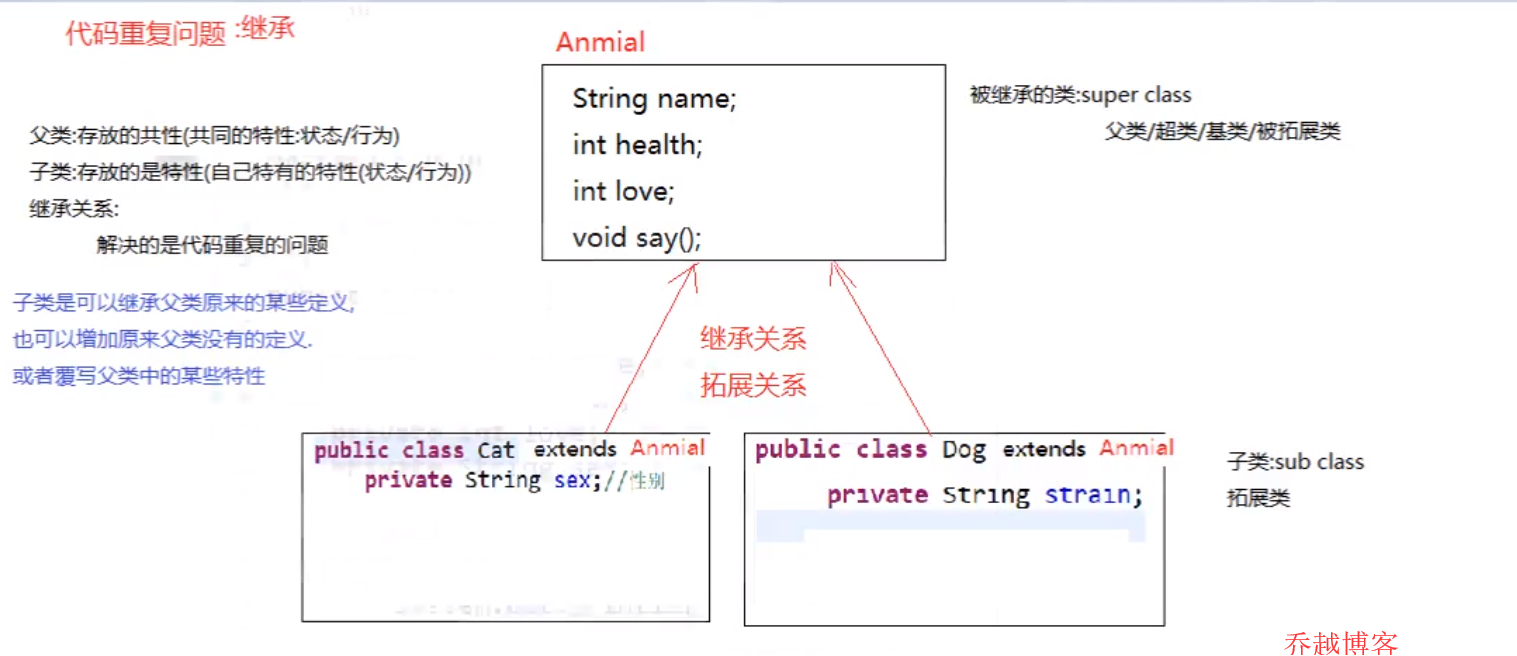 代码重复问题 :继承
Anmial
String name;
int health;
int love;
void say();
被继承的类:super class
父类/超类/基类/被拓展类
父类:存放的共性(共同的特性:状态/行为)
子类:存放的是特性(自己特有的特性(状态/行为))
继承关系:
解决的是代码重复的问题
子类是可以继承父类原来的某些定义,
也可以增加原来父类没有的定义.
或者覆写父类中的某些特性
继承关系
拓展关系
public class Cat extends Anmial
private String sex;//性别
public class Dog extends Anmial
private String strain;
子类:sub class
拓展类
乔越博客